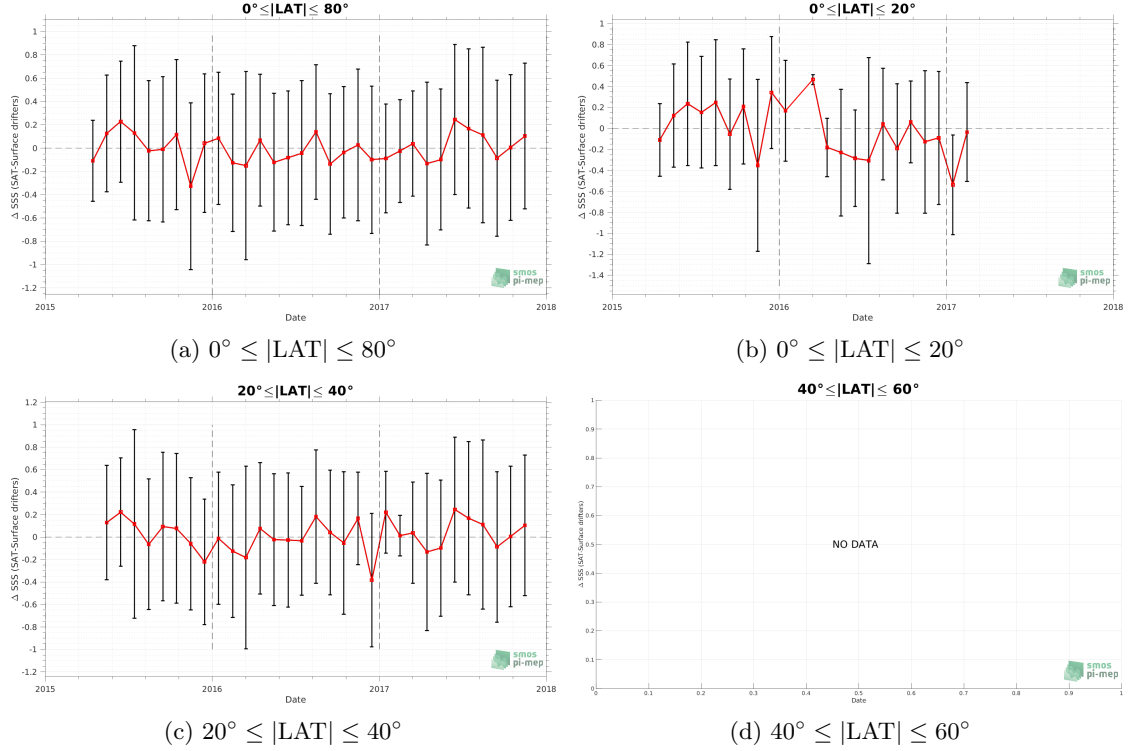 0°≤|LAT|≤ 80°
1
0.8
0.6
0.4
0.2
0
-0.2
-0.4
-0.6
-0.8
-1
-1.2
Δ SSS (SAT-Surface drifters)
2015
2016
2017
2018
Date
smos
pi-mep
(a) 0° ≤ |LAT| ≤ 80°
0°≤|LAT|≤ 20°
1
0.8
0.6
0.4
0.2
0
-0.2
-0.4
-0.6
-0.8
-1
-1.2
-1.4
Δ SSS (SAT-Surface drifters)
2015
2016
2017
2018
Date
smos
pi-mep
(b) 0° ≤ |LAT| ≤ 20°
20°≤|LAT|≤ 40°
1.2
1
0.8
0.6
0.4
0.2
0
-0.2
-0.4
-0.6
-0.8
-1
-1.2
Δ SSS (SAT-Surface drifters)
2015
2016
2017
2018
Date
smos
pi-mep
(c) 20° ≤ |LAT| ≤ 40°
40°≤|LAT|≤ 60°
1
0.9
0.8
0.7
0.6
0.5
0.4
0.3
0.2
0.1
0
Δ SSS (SAT-Surface drifters)
NO DATA
0
0.1
0.2
0.3
0.4
0.5
0.6
0.7
0.8
0.9
1
Date
smos
pi-mep
(d) 40° ≤ |LAT| ≤ 60°